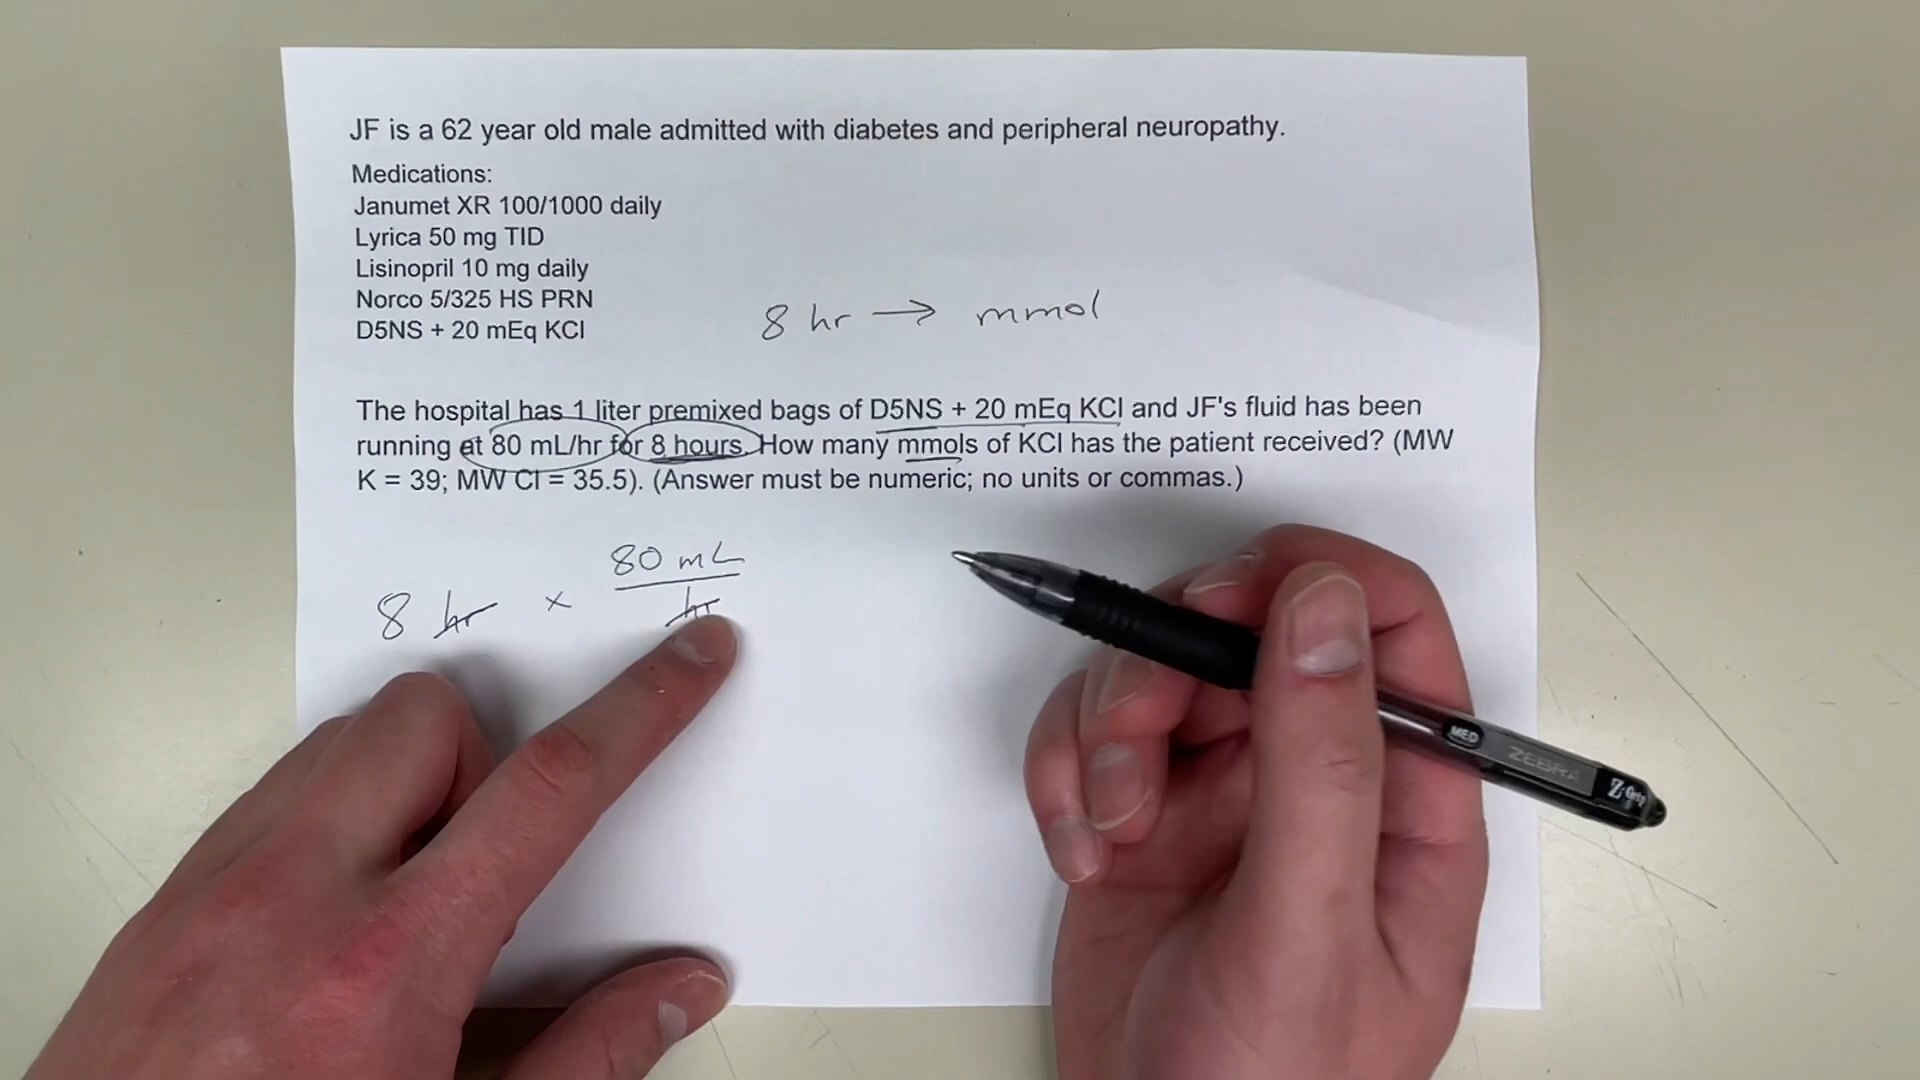 JF is a 62 year old male admitted with diabetes and peripheral neuropathy.
Medications:
Janumet XR 100/1000 daily
Lyrica 50 mg TID
Lisinopril 10 mg daily
Norco 5/325 HS PRN
D5NS + 20 mEq KCl
8 hr → mmol
The hospital has 1 liter premixed bags of D5NS + 20 mEq KCl and JF's fluid has been
running at 80 mL/hr for 8 hours. How many mmols of KCl has the patient received? (MW
K = 39; MW Cl = 35.5). (Answer must be numeric; no units or commas.)
80 mL
8 hr × hr
MED ZEBRA Z-Grip